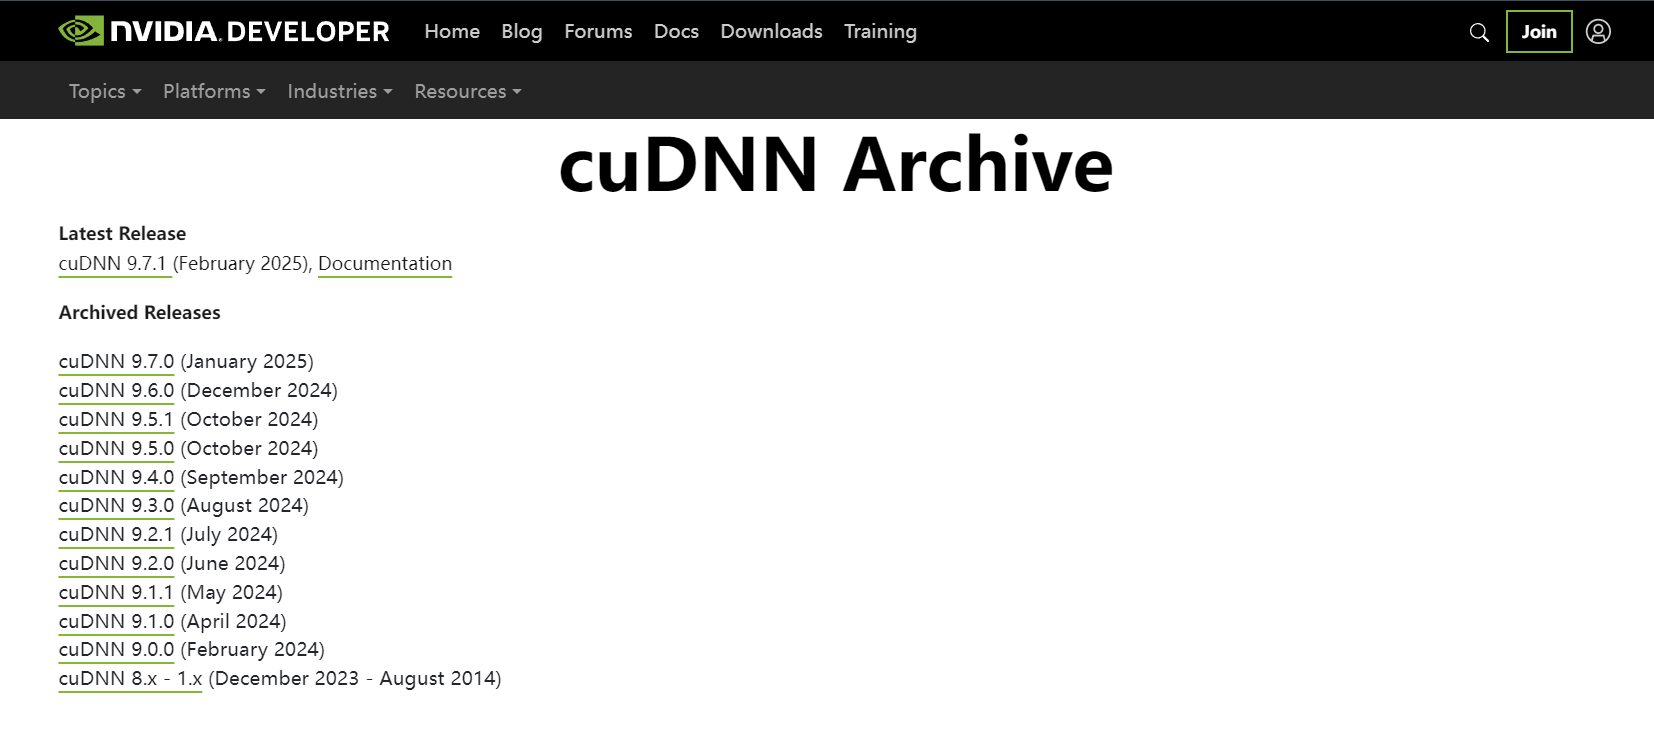 NVIDIA. DEVELOPER Home Blog Forums Docs Downloads Training Join
Topics Platforms Industries Resources
cuDNN Archive
Latest Release
cuDNN 9.7.1 (February 2025), Documentation
Archived Releases
cuDNN 9.7.0 (January 2025)
cuDNN 9.6.0 (December 2024)
cuDNN 9.5.1 (October 2024)
cuDNN 9.5.0 (October 2024)
cuDNN 9.4.0 (September 2024)
cuDNN 9.3.0 (August 2024)
cuDNN 9.2.1 (July 2024)
cuDNN 9.2.0 (June 2024)
cuDNN 9.1.1 (May 2024)
cuDNN 9.1.0 (April 2024)
cuDNN 9.0.0 (February 2024)
cuDNN 8.x - 1.x (December 2023 - August 2014)